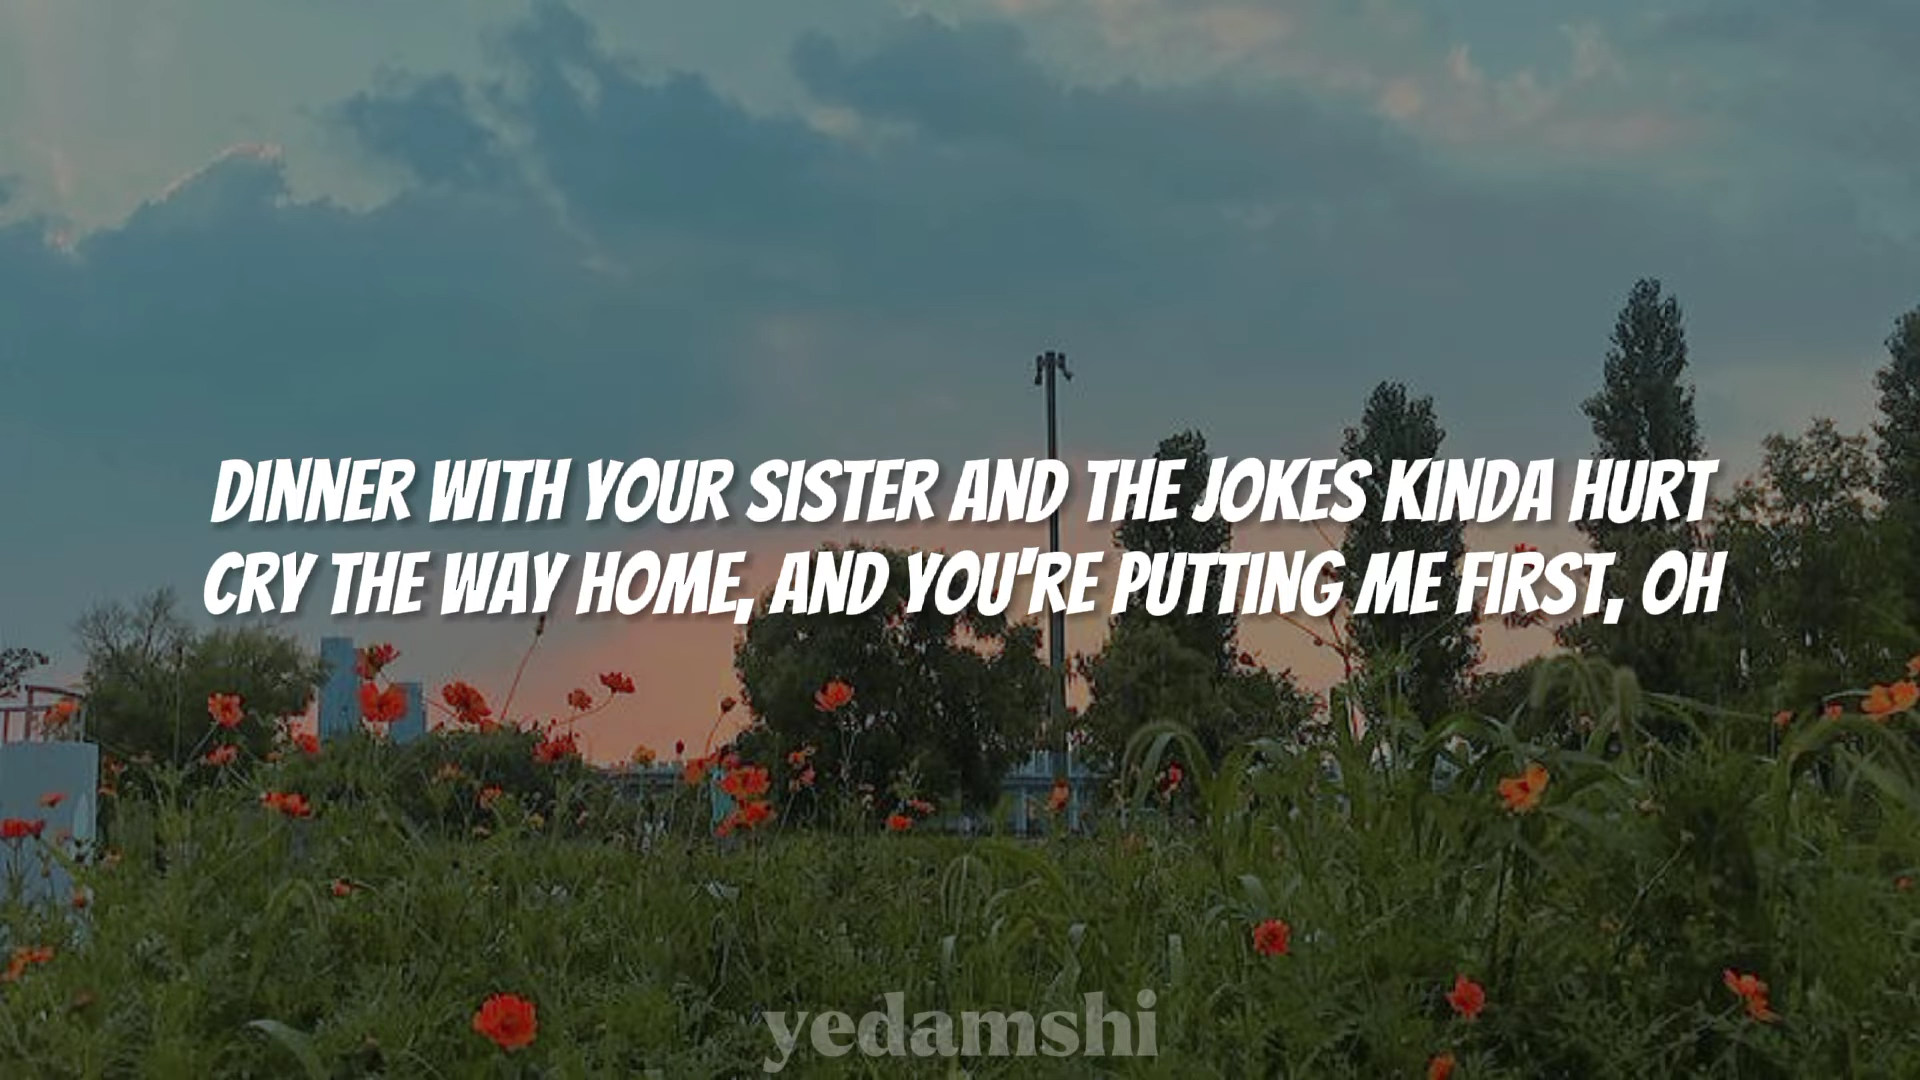 DINNER WITH YOUR SISTER AND THE JOKES KINDA HURT
CRY THE WAY HOME, AND YOU'RE PUTTING ME FIRST, OH
yedamshi